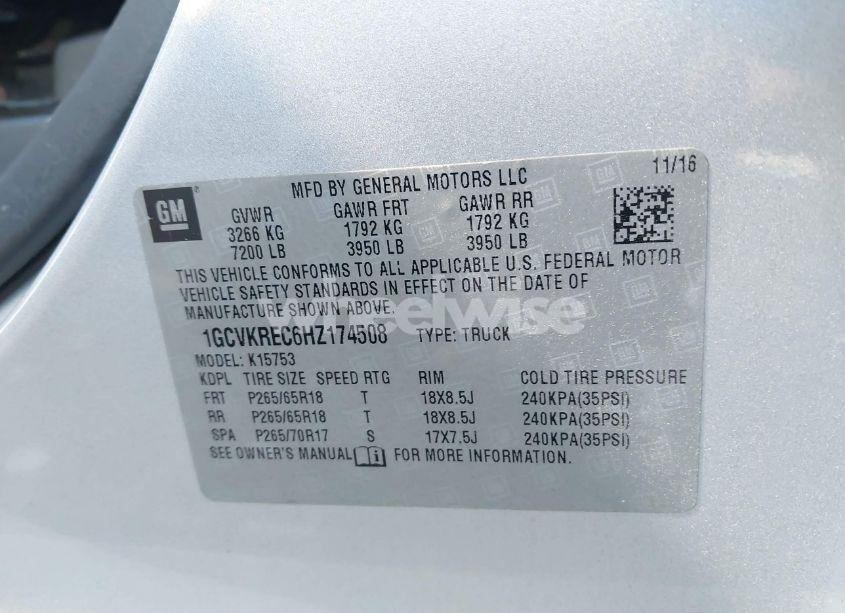 11/16
GM ®
MFD BY GENERAL MOTORS LLC
GVWR GAWR FRT GAWR RR
3266 KG 1792 KG 1792 KG
7200 LB 3950 LB 3950 LB
THIS VEHICLE CONFORMS TO ALL APPLICABLE U.S. FEDERAL MOTOR
VEHICLE SAFETY STANDARDS IN EFFECT ON THE DATE OF
MANUFACTURE SHOWN ABOVE.
wheelwise
1GCVKREC6HZ174508 TYPE: TRUCK
MODEL: K15753
KDPL TIRE SIZE SPEED RTG RIM COLD TIRE PRESSURE
FRT P265/65R18 T 18X8.5J 240KPA(35PSI)
RR P265/65R18 T 18X8.5J 240KPA(35PSI)
SPA P265/70R17 S 17X7.5J 240KPA(35PSI)
SEE OWNER'S MANUAL FOR MORE INFORMATION.